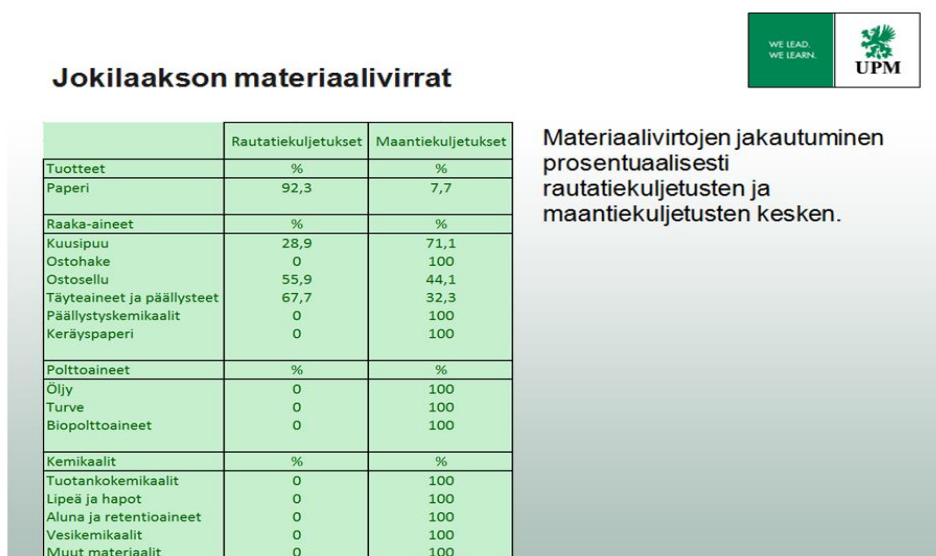 WE LEAD.
WE LEARN.
UPM
Jokilaakson materiaalivirrat
Rautatiekuljetukset Maantiekuljetukset
Tuotteet % %
Paperi 92,3 7,7
Raaka-aineet % %
Kuusipuu 28,9 71,1
Ostohake 0 100
Ostosellu 55,9 44,1
Täyteaineet ja päällysteet 67,7 32,3
Päällystyskemikaalit 0 100
Keräyspaperi 0 100
Polttoaineet % %
Öljy 0 100
Turve 0 100
Biopolttoaineet 0 100
Kemikaalit % %
Tuotankokemikaalit 0 100
Lipeä ja hapot 0 100
Aluna ja retentioaineet 0 100
Vesikemikaalit 0 100
Muut materiaalit 0 100
Materiaalivirtojen jakautuminen
prosentuaalisesti
rautatiekuljetusten ja
maantiekuljetusten kesken.